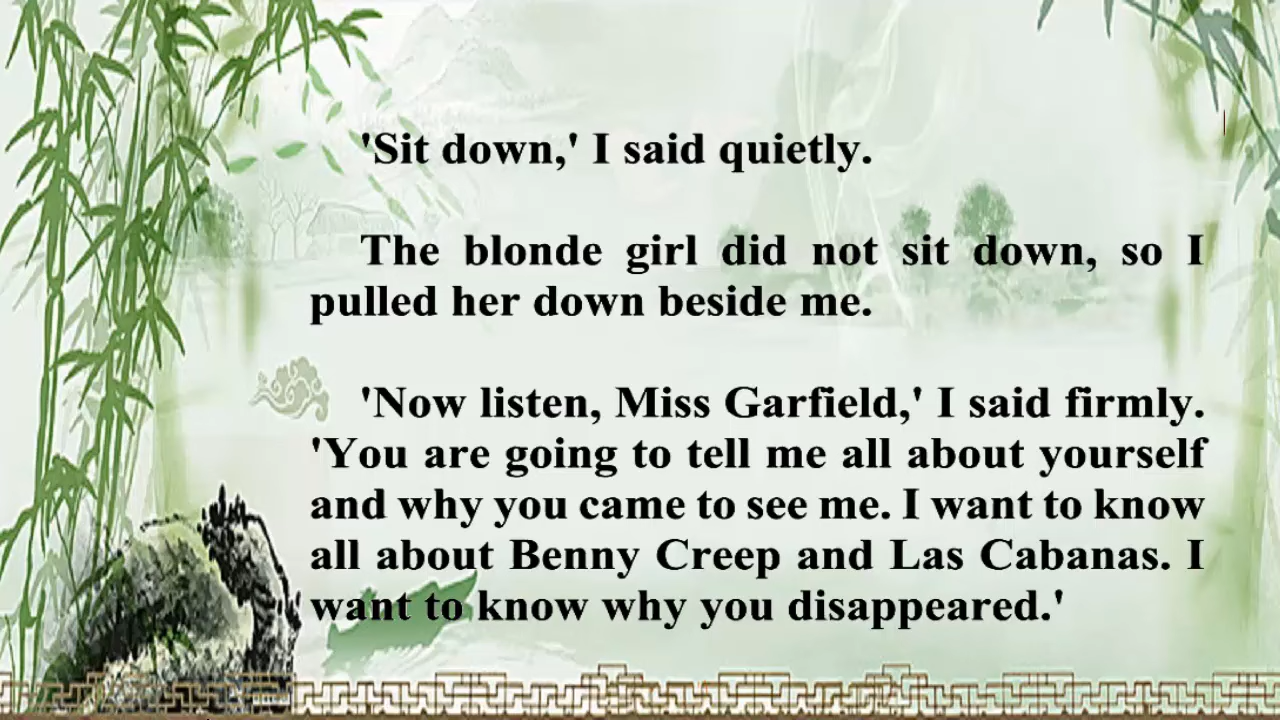 'Sit down,' I said quietly.
The blonde girl did not sit down, so I
pulled her down beside me.
'Now listen, Miss Garfield,' I said firmly.
'You are going to tell me all about yourself
and why you came to see me. I want to know
all about Benny Creep and Las Cabanas. I
want to know why you disappeared.'